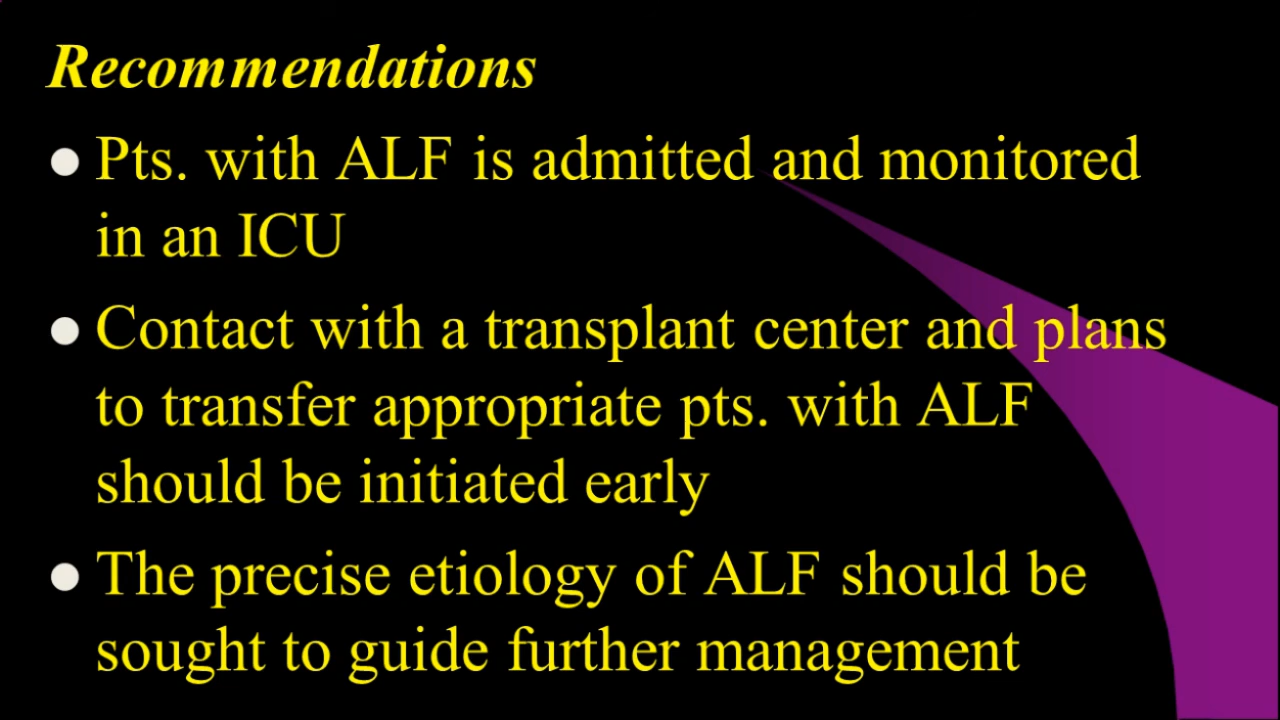 Recommendations
● Pts. with ALF is admitted and monitored
in an ICU
● Contact with a transplant center and plans
to transfer appropriate pts. with ALF
should be initiated early
● The precise etiology of ALF should be
sought to guide further management